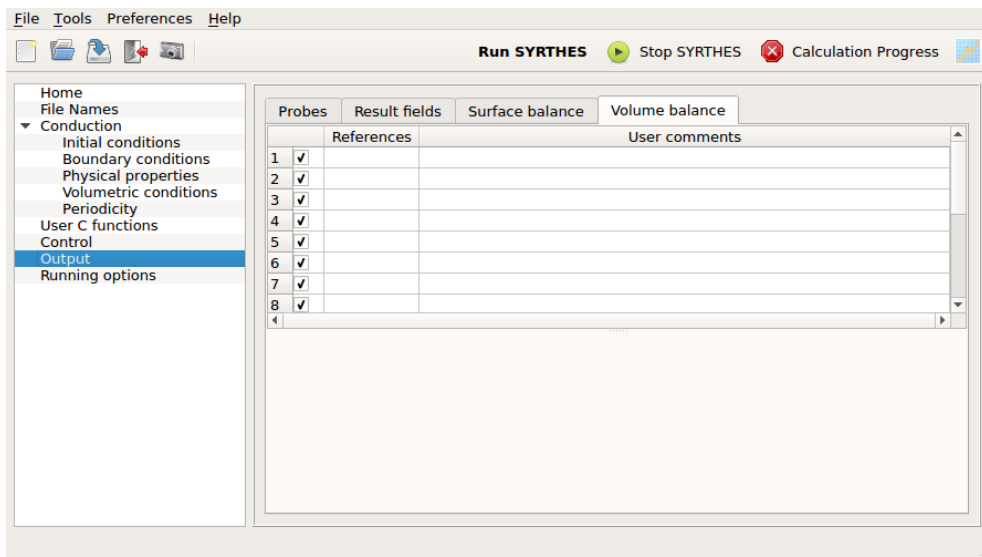 File Tools Preferences Help
Run SYRTHES Stop SYRTHES Calculation Progress
Home
File Names
Conduction
Initial conditions
Boundary conditions
Physical properties
Volumetric conditions
Periodicity
User C functions
Control
Output
Running options
Probes Result fields Surface balance Volume balance
References User comments
1
2
3
4
5
6
7
8